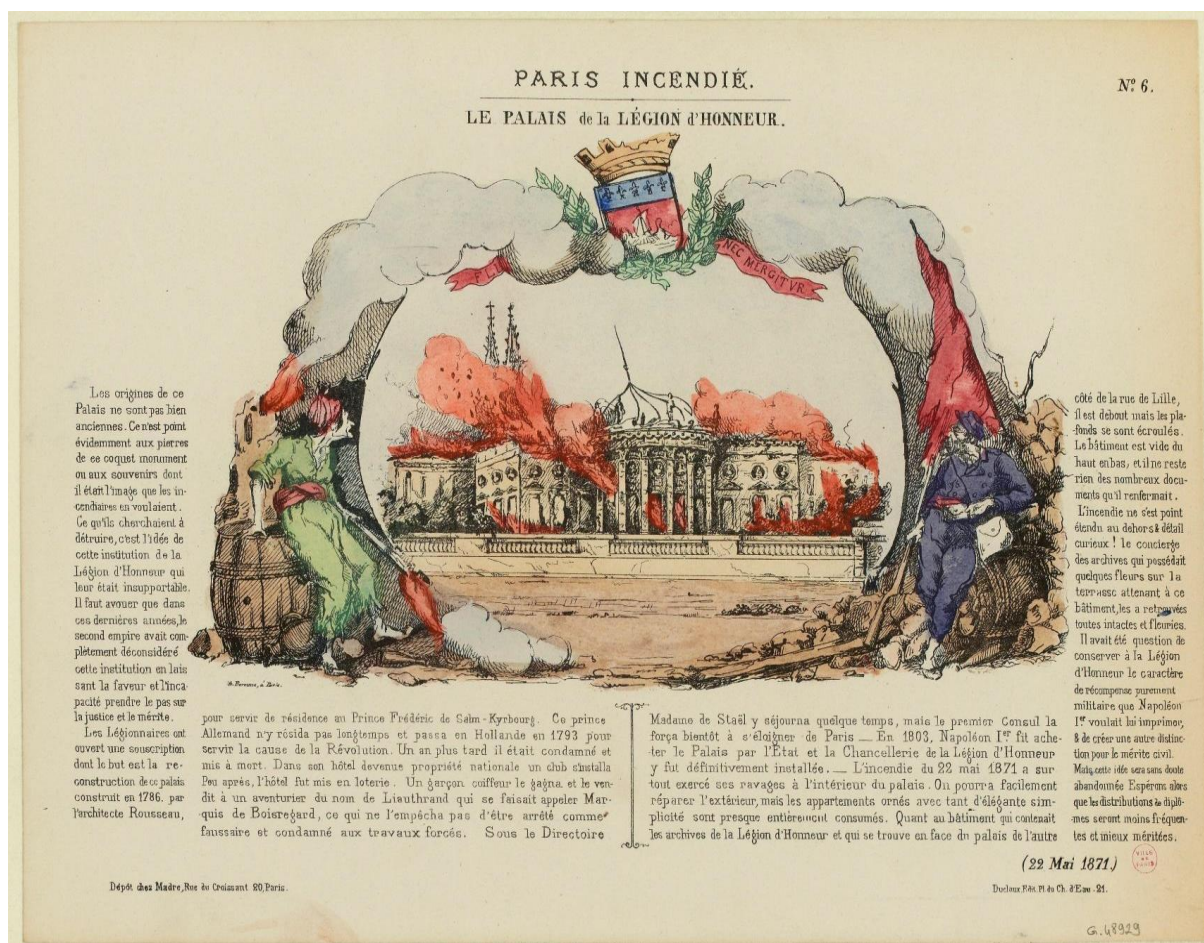 PARIS INCENDIÉ.
Nº 6.
LE PALAIS de la LÉGION d'HONNEUR.
FLV
NEC MERGITVR
Les origines de ce
Palais ne sont pas bien
anciennes. Ce n'est point
évidemment aux pierres
de ce coquet monument
ou aux souvenirs dont
il était l'image que les in-
cendiaires en voulaient.
Ce qu'ils cherchaient à
détruire, c'est l'idée de
cette institution de la
Légion d'Honneur qui
leur était insupportable.
Il faut avouer que dans
ces dernières années, le
second empire avait com-
plètement déconsidéré
cette institution en lais
sant la faveur et l'inca-
pacité prendre le pas sur
la justice et le mérite.
Les Légionnaires ont
ouvert une souscription
dont le but est la re-
construction de ce palais
construit en 1786. par
l'architecte Rousseau,
pour servir de résidence au Prince Frédéric de Salm-Kyrbourg. Ce prince
Allemand n'y résida pas longtemps et passa en Hollande en 1793 pour
servir la cause de la Révolution. Un an plus tard il était condamné et
mis à mort. Dans son hôtel devenue propriété nationale un club s'installa
Peu après, l'hôtel fut mis en loterie. Un garçon coiffeur le gagna et le ven-
dit à un aventurier du nom de Lieuthrand qui se faisait appeler Mar-
quis de Boisregard, ce qui ne l'empêcha pas d'être arrêté comme
faussaire et condamné aux travaux forcés. Sous le Directoire
Madame de Staël y séjourna quelque temps, mais le premier Consul la
força bientôt à s'éloigner de Paris — En 1803, Napoléon Ier fit ache-
-ter le Palais par l'État et la Chancellerie de la Légion d'Honneur
y fut définitivement installée. — L'incendie du 22 mai 1871 a sur
tout exercé ses ravages à l'intérieur du palais. On pourra facilement
réparer l'extérieur, mais les appartements ornés avec tant d'élégante sim-
plicité sont presque entièrement consumés. Quant au bâtiment qui contenait
les archives de la Légion d'Honneur et qui se trouve en face du palais de l'autre
côté de la rue de Lille,
il est debout mais les pla-
-fonds se sont écroulés.
Le bâtiment est vide du
haut en bas, et il ne reste
rien des nombreux docu-
ments qu'il renfermait.
L'incendie ne s'est point
étendu au dehors & détail
curieux ! le concierge
des archives qui possédait
quelques fleurs sur la
terrasse attenant à ce
bâtiment, les a retrouvées
toutes intactes et fleuries.
Il avait été question de
conserver à la Légion
d'Honneur le caractère
de récompense purement
militaire que Napoléon
Ier voulait lui imprimer,
& de créer une autre distinc-
tion pour le mérite civil.
Mais cette idée sera sans doute
abandonnée Espérons alors
que les distributions de diplô-
-mes seront moins fréquen-
tes et mieux méritées.
(22 Mai 1871.)
VILLE DE PARIS
Dépôt chez Madre, Rue du Croissant 20, Paris.
Duclaux Edit. Pl. du Ch. d'Eau . 21.
G.48929